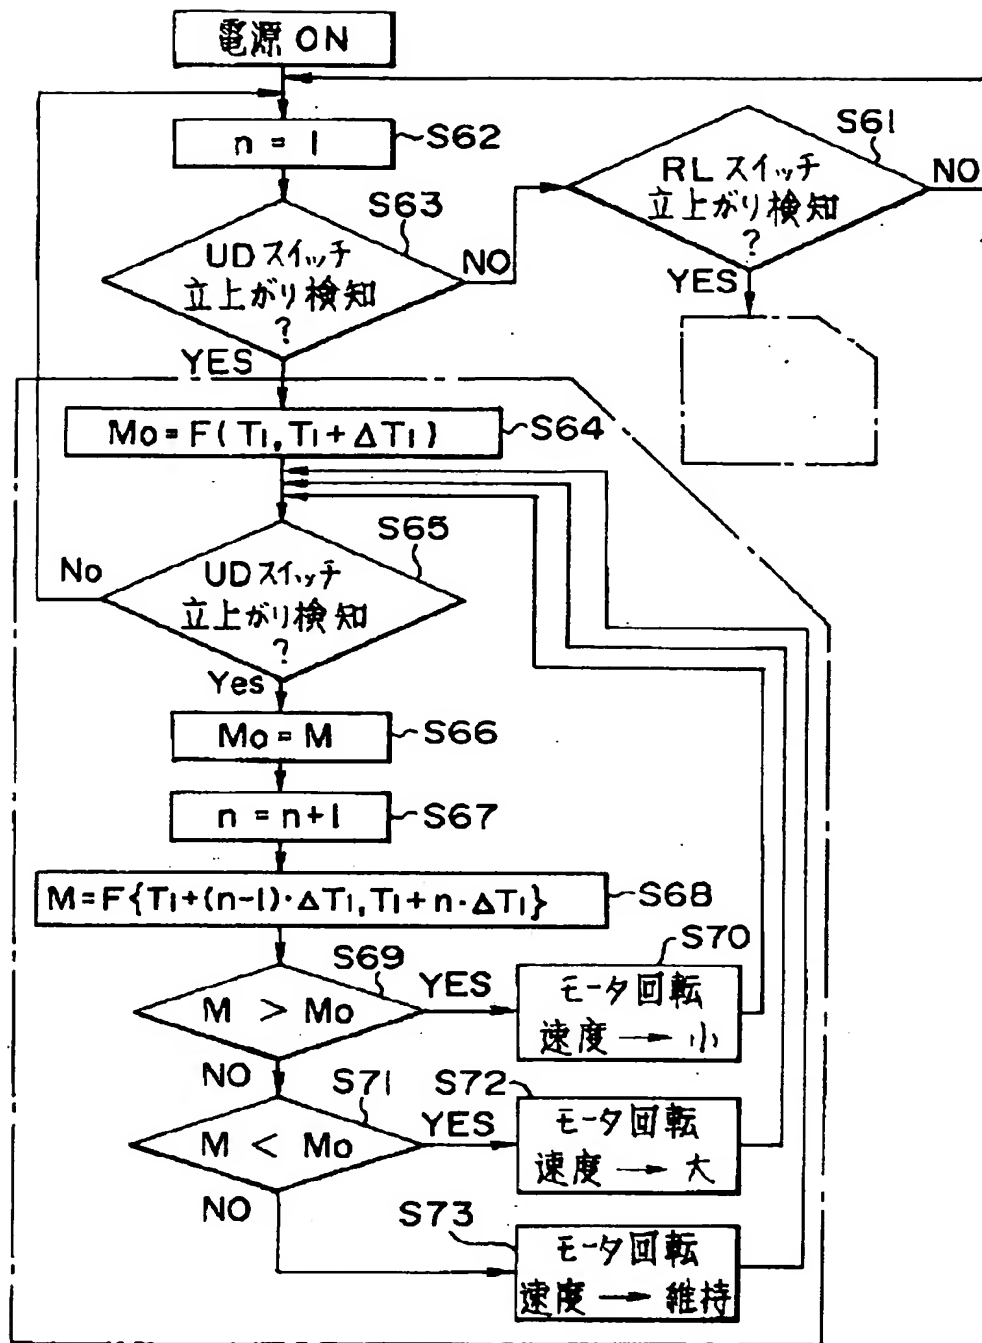 電源 ON
n = 1
S62
S61
RL スイッチ
立上がり検知
?
NO
YES
S63
UD スイッチ
立上がり検知
?
NO
YES
Mo = F(T1, T1 + ΔT1)
S64
S65
UD スイッチ
立上がり検知
?
No
Yes
Mo = M
S66
n = n+1
S67
M = F{T1+(n-1)・ΔT1, T1+n・ΔT1}
S68
S69
M > Mo
YES
NO
S70
モータ回転
速度 → 小
S71
M < Mo
YES
NO
S72
モータ回転
速度 → 大
S73
モータ回転
速度 → 維持